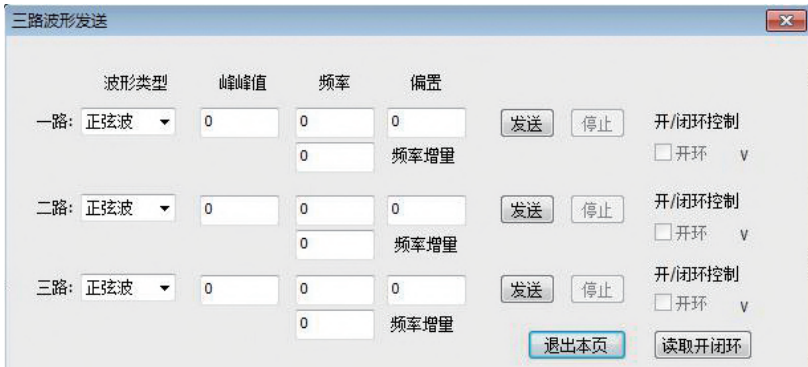 三路波形发送
波形类型 峰峰值 频率 偏置
一路: 正弦波 0 0 0 发送 停止 开/闭环控制
0 频率增量 开环 V
二路: 正弦波 0 0 0 发送 停止 开/闭环控制
0 频率增量 开环 V
三路: 正弦波 0 0 0 发送 停止 开/闭环控制
0 频率增量 开环 V
退出本页 读取开闭环